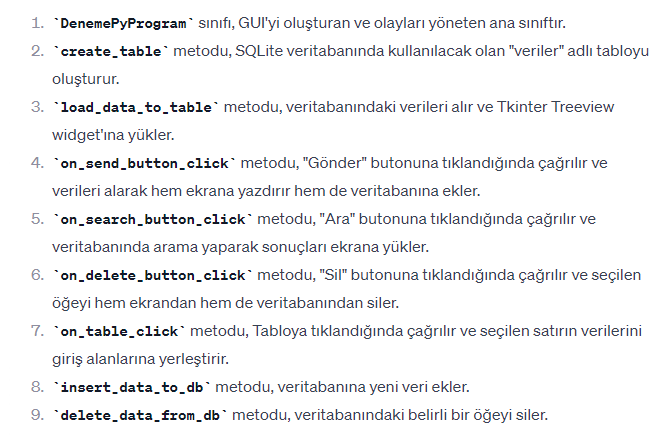 1. `DenemePyProgram` sınıfı, GUI'yi oluşturan ve olayları yöneten ana sınıftır.
2. `create_table` metodu, SQLite veritabanında kullanılacak olan "veriler" adlı tabloyu
oluşturur.
3. `load_data_to_table` metodu, veritabanındaki verileri alır ve Tkinter Treeview
widget'ına yükler.
4. `on_send_button_click` metodu, "Gönder" butonuna tıklandığında çağrılır ve
verileri alarak hem ekrana yazdırır hem de veritabanına ekler.
5. `on_search_button_click` metodu, "Ara" butonuna tıklandığında çağrılır ve
veritabanında arama yaparak sonuçları ekrana yükler.
6. `on_delete_button_click` metodu, "Sil" butonuna tıklandığında çağrılır ve seçilen
öğeyi hem ekrandan hem de veritabanından siler.
7. `on_table_click` metodu, Tabloya tıklandığında çağrılır ve seçilen satırın verilerini
giriş alanlarına yerleştirir.
8. `insert_data_to_db` metodu, veritabanına yeni veri ekler.
9. `delete_data_from_db` metodu, veritabanındaki belirli bir öğeyi siler.